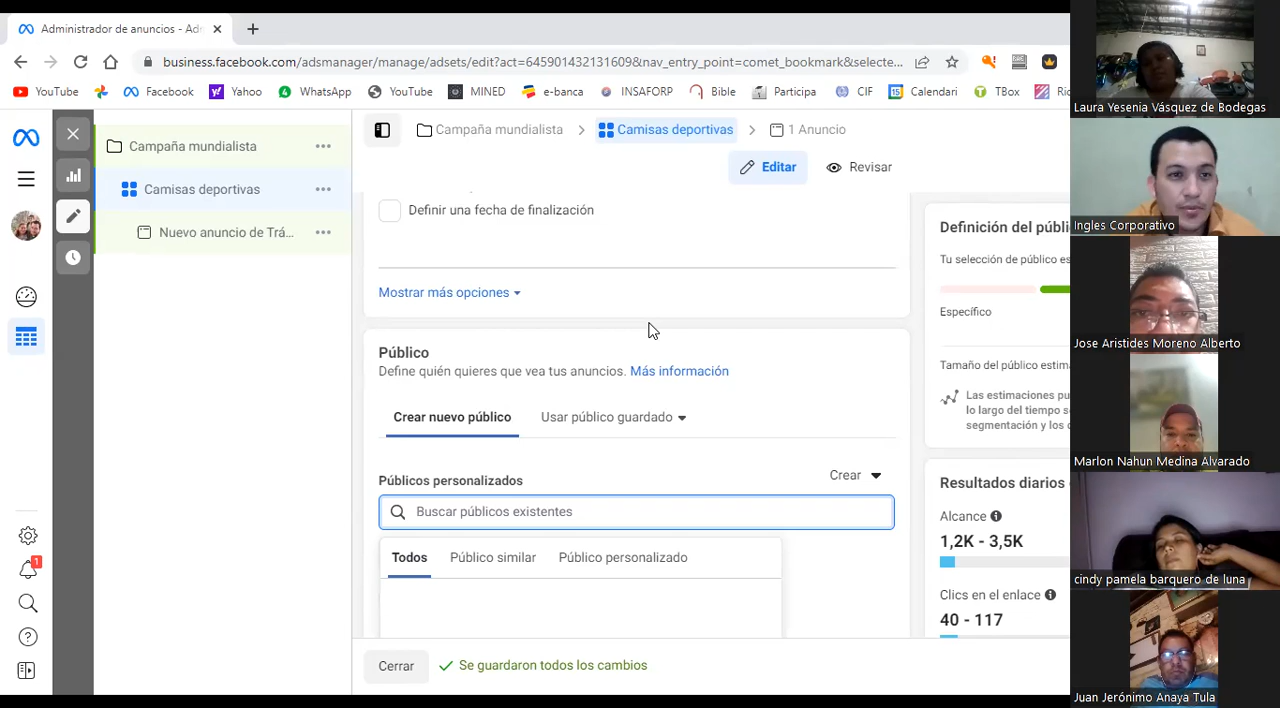 Administrador de anuncios - Ad
business.facebook.com/adsmanager/manage/adsets/edit?act=645901432131609&nav_entry_point=comet_bookmark&selecte...
YouTube
Facebook
Yahoo
WhatsApp
YouTube
MINED
e-banca
INSAFORP
Bible
Participa
CIF
Calendari
TBox
Campaña mundialista
Camisas deportivas
Nuevo anuncio de Trá...
1
Campaña mundialista
Camisas deportivas
1 Anuncio
Editar
Revisar
Definir una fecha de finalización
Mostrar más opciones
Público
Define quién quieres que vea tus anuncios. Más información
Crear nuevo público
Usar público guardado
Públicos personalizados
Crear
Buscar públicos existentes
Todos
Público similar
Público personalizado
Cerrar
Se guardaron todos los cambios
Definición del públi
Tu selección de público es
Específico
Tamaño del público estima
Las estimaciones pu
lo largo del tiempo s
segmentación y los d
Resultados diarios
Alcance
1,2K - 3,5K
Clics en el enlace
40 - 117
Laura Yesenia Vásquez de Bodegas
Ingles Corporativo
Jose Aristides Moreno Alberto
Marlon Nahun Medina Alvarado
cindy pamela barquero de luna
Juan Jerónimo Anaya Tula